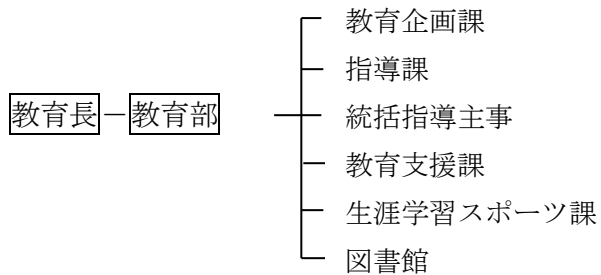 教育企画課
指導課
教育長－教育部
統括指導主事
教育支援課
生涯学習スポーツ課
図書館